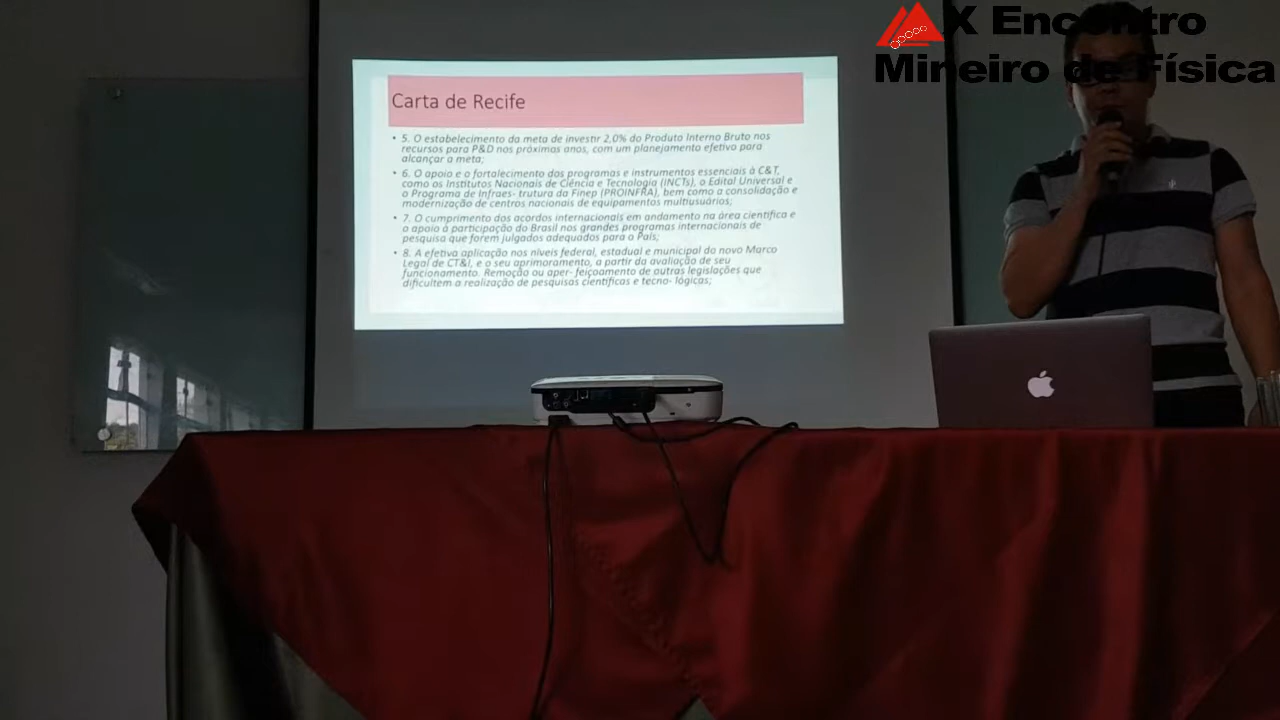 X Encontro
Mineiro de Física
Carta de Recife
• 5. O estabelecimento da meta de investir 2,0% do Produto Interno Bruto nos
recursos para P&D nos próximos anos, com um planejamento efetivo para
alcançar a meta;
• 6. O apoio e o fortalecimento dos programas e instrumentos essenciais à C&T,
como os Institutos Nacionais de Ciência e Tecnologia (INCTs), o Edital Universal e
o Programa de Infraes- trutura da Finep (PROINFRA), bem como a consolidação e
modernização de centros nacionais de equipamentos multiusuários;
• 7. O cumprimento dos acordos internacionais em andamento na área científica e
o apoio à participação do Brasil nos grandes programas internacionais de
pesquisa que forem julgados adequados para o País;
• 8. A efetiva aplicação nos níveis federal, estadual e municipal do novo Marco
Legal de CT&I, e o seu aprimoramento, a partir da avaliação de seu
funcionamento. Remoção ou aper- feiçoamento de outras legislações que
dificultem a realização de pesquisas científicas e tecno- lógicas;